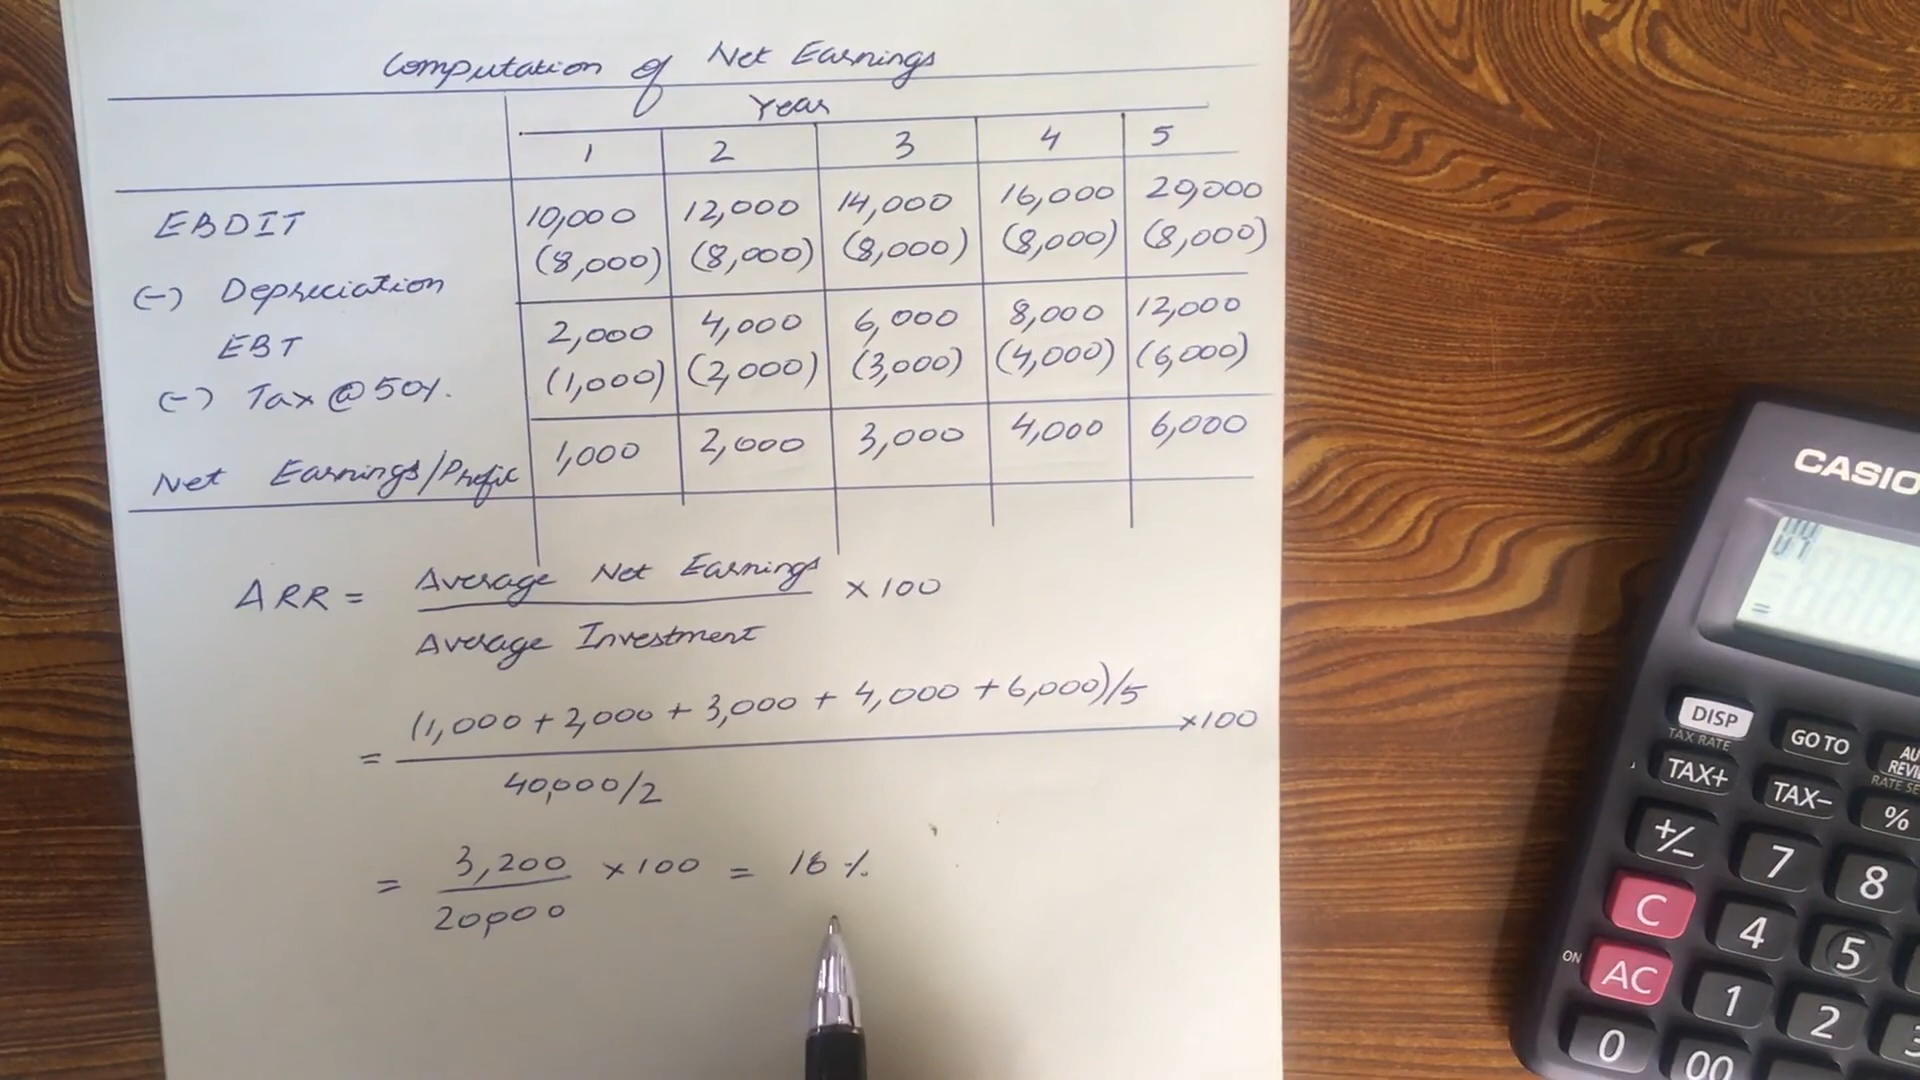 Computation of Net Earnings
Year
1 2 3 4 5
EBDIT 10,000 12,000 14,000 16,000 20,000
(-) Depreciation (8,000) (8,000) (8,000) (8,000) (8,000)
EBT 2,000 4,000 6,000 8,000 12,000
(-) Tax @ 50%. (1,000) (2,000) (3,000) (4,000) (6,000)
Net Earnings/Profit 1,000 2,000 3,000 4,000 6,000
ARR = Average Net Earnings × 100
Average Investment
= (1,000 + 2,000 + 3,000 + 4,000 + 6,000)/5 ×100
40,000/2
= 3,200 ×100 = 16 %.
20,000
CASIO
DISP GO TO
TAX RATE
TAX+ TAX- %
+/- 7 8
C 4 5
ON AC 1 2 3
0 00